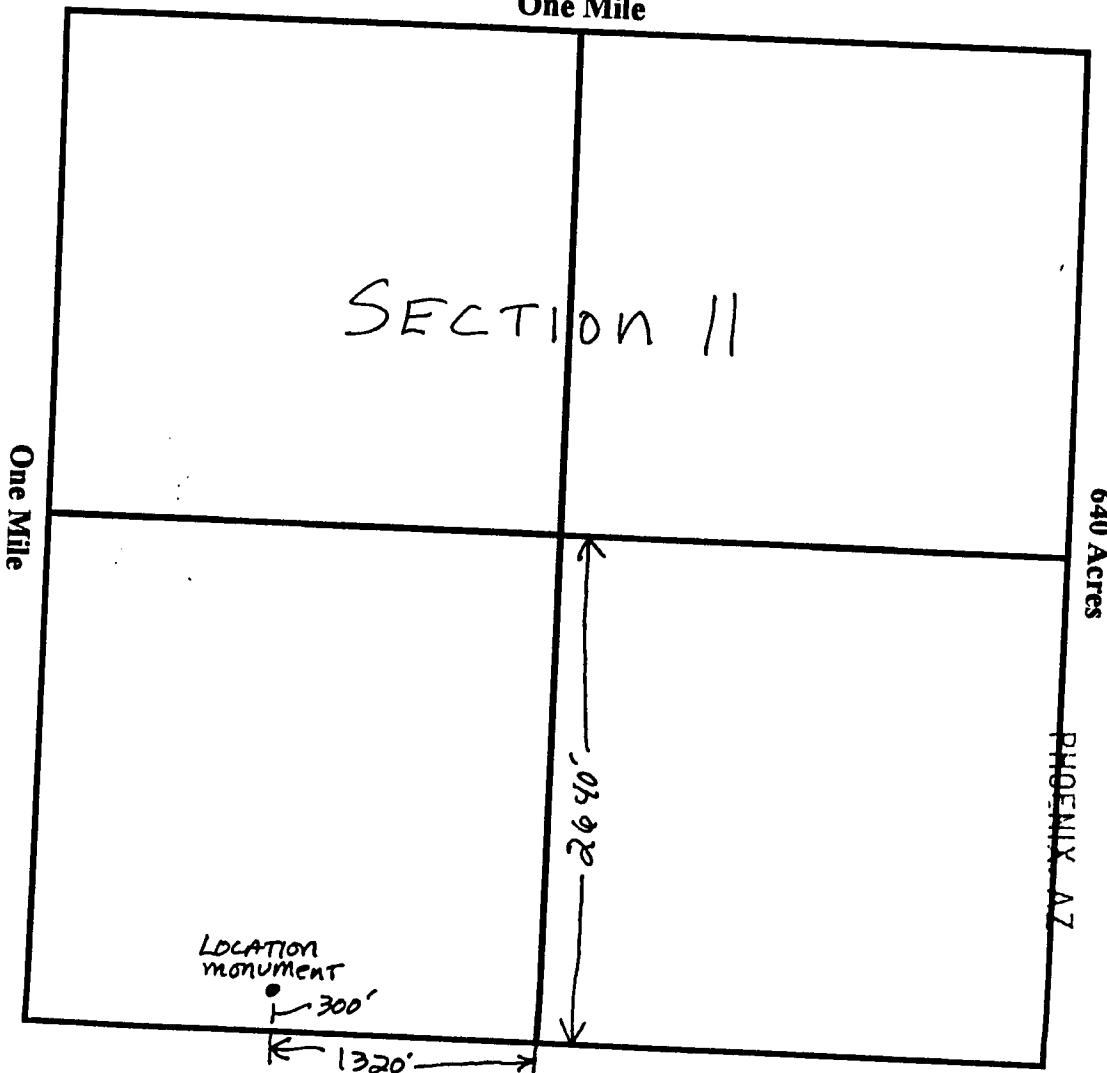 One Mile
SECTION 11
One Mile
640 Acres
PHOENIX AZ
2640'
LOCATION
monument
300'
1320'